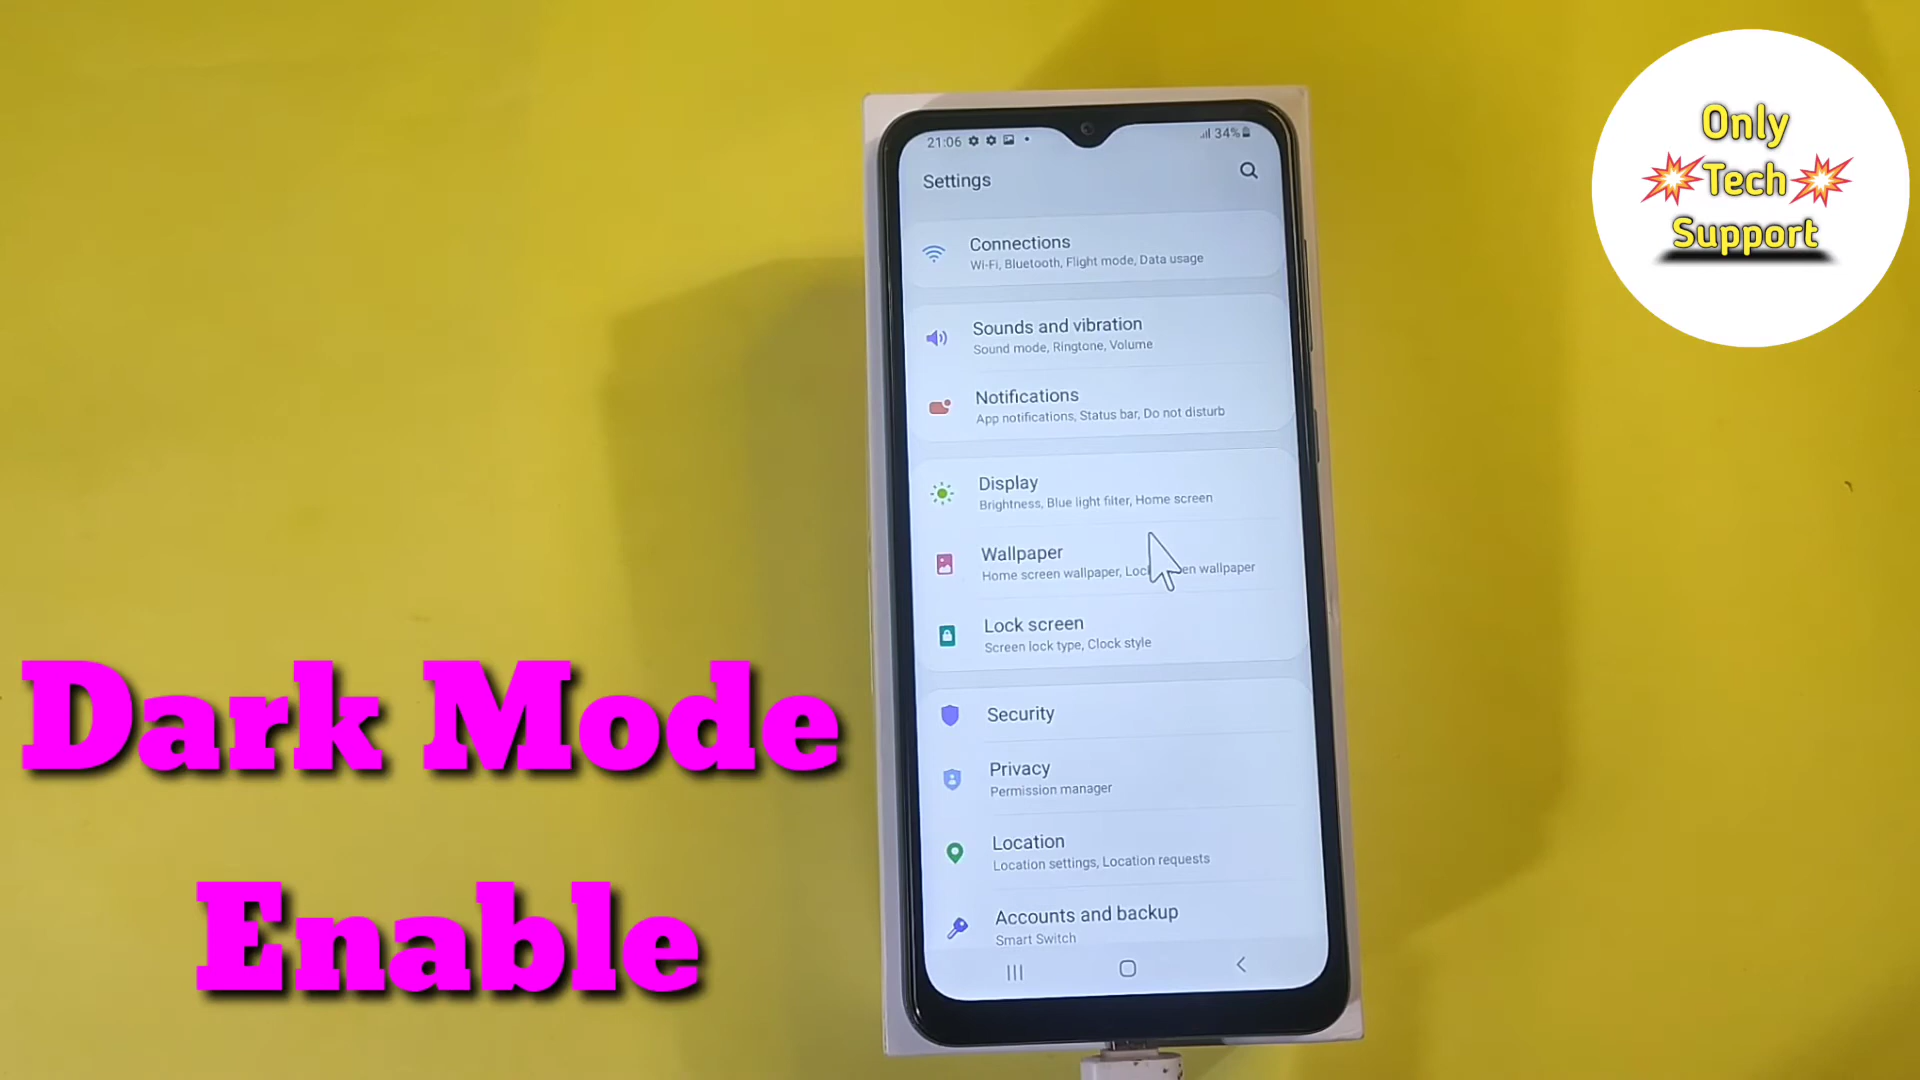 Only
Tech
Support
21:06
34%
Settings
Connections
Wi-Fi, Bluetooth, Flight mode, Data usage
Sounds and vibration
Sound mode, Ringtone, Volume
Notifications
App notifications, Status bar, Do not disturb
Display
Brightness, Blue light filter, Home screen
Wallpaper
Home screen wallpaper, Loc en wallpaper
Lock screen
Screen lock type, Clock style
Security
Privacy
Permission manager
Location
Location settings, Location requests
Accounts and backup
Smart Switch
Dark Mode
Enable